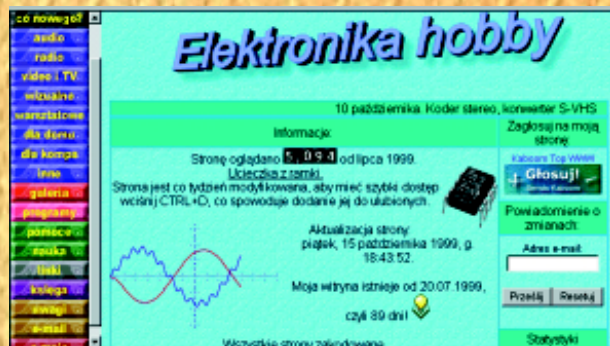 co nowego?
audio
radio
video i TV
wizualne
warsztatowe
dla domu
dla kompa
inne
galeria
programy
pomoce
nauka
linki
księga
uwagi
e-mail
Elektronika hobby
10 października. Koder stereo, konwerter S-VHS
Informacje:
Stronę oglądano 5,094 od lipca 1999.
Ucieczka z ramki.
Strona jest co tydzień modyfikowana, aby mieć szybki dostęp
wciśnij CTRL+D, co spowoduje dodanie jej do ulubionych.
Aktualizacja strony:
piątek, 15 października 1999, g.
18:43:52.
Moja witryna istnieje od 20.07.1999,
czyli 89 dni!
Wszystkie strony zakodowane
Zagłosuj na moją
stronę:
Kabcom Top WWW
Głosuj!
Powiadomienie o
zmianach:
Adres e-mail:
Prześlij Resetuj
Statystyki